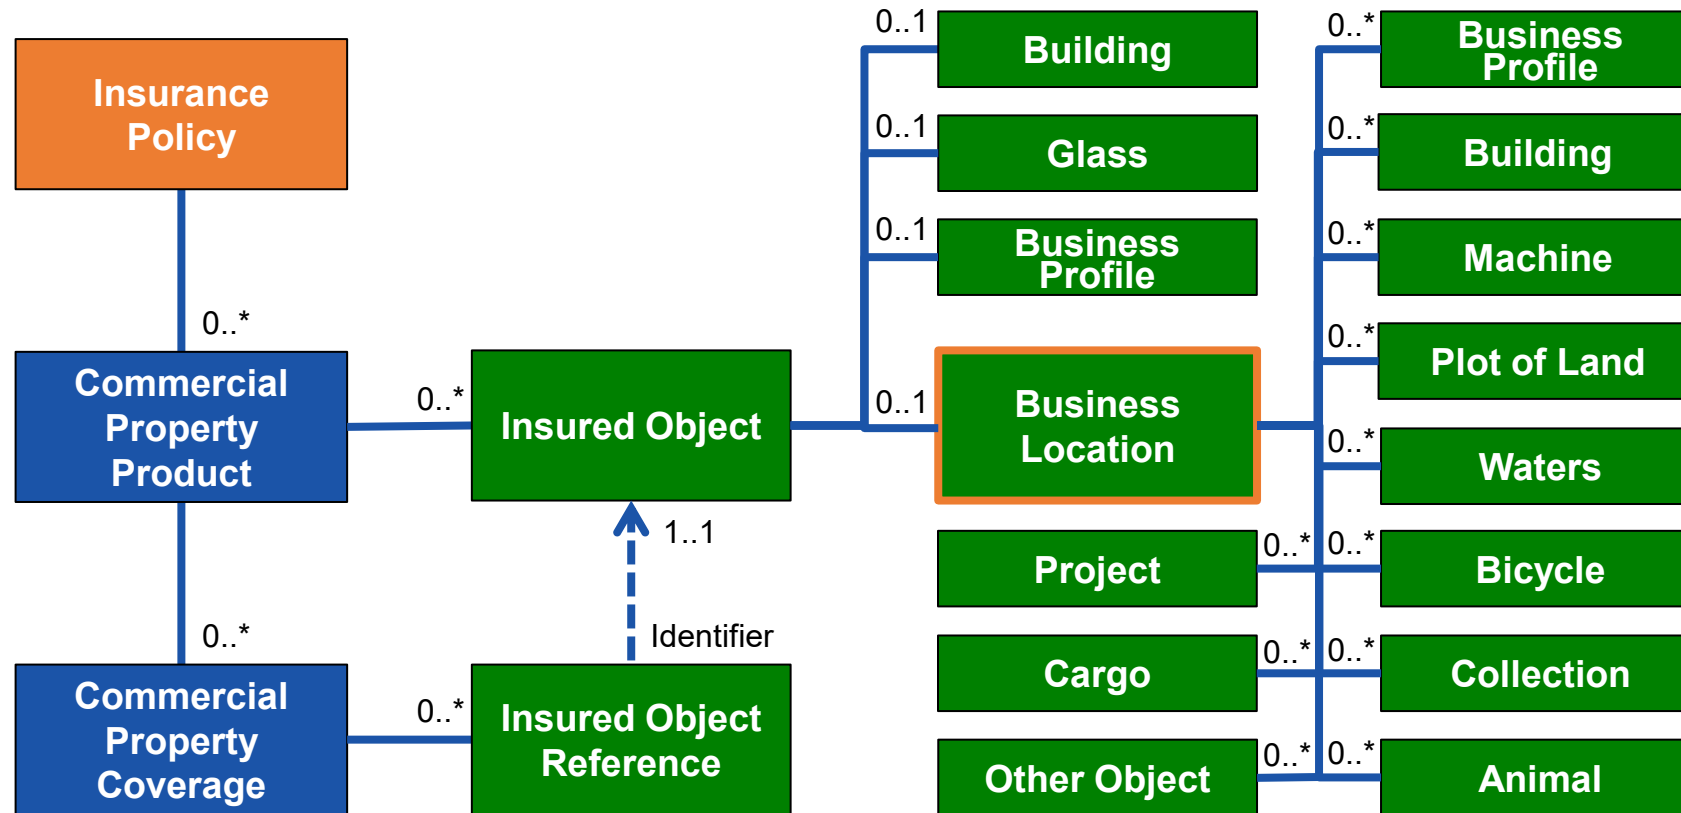 Insurance
Policy
0..*
Commercial
Property
Product
0..*
Commercial
Property
Coverage
0..*
Insured Object
1..1
Identifier
0..*
Insured Object
Reference
0..1
Building
0..1
Glass
0..1
Business
Profile
0..1
Business
Location
0..*
Project
0..*
Cargo
0..*
Other Object
0..*
Business
Profile
0..*
Building
0..*
Machine
0..*
Plot of Land
0..*
Waters
0..*
Bicycle
0..*
Collection
0..*
Animal